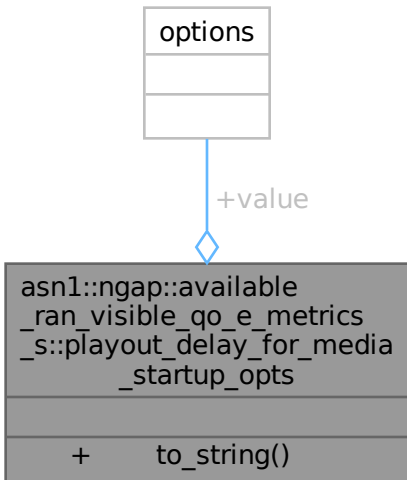 options
+value
asn1::ngap::available
_ran_visible_qo_e_metrics
_s::playout_delay_for_media
_startup_opts
+ to_string()